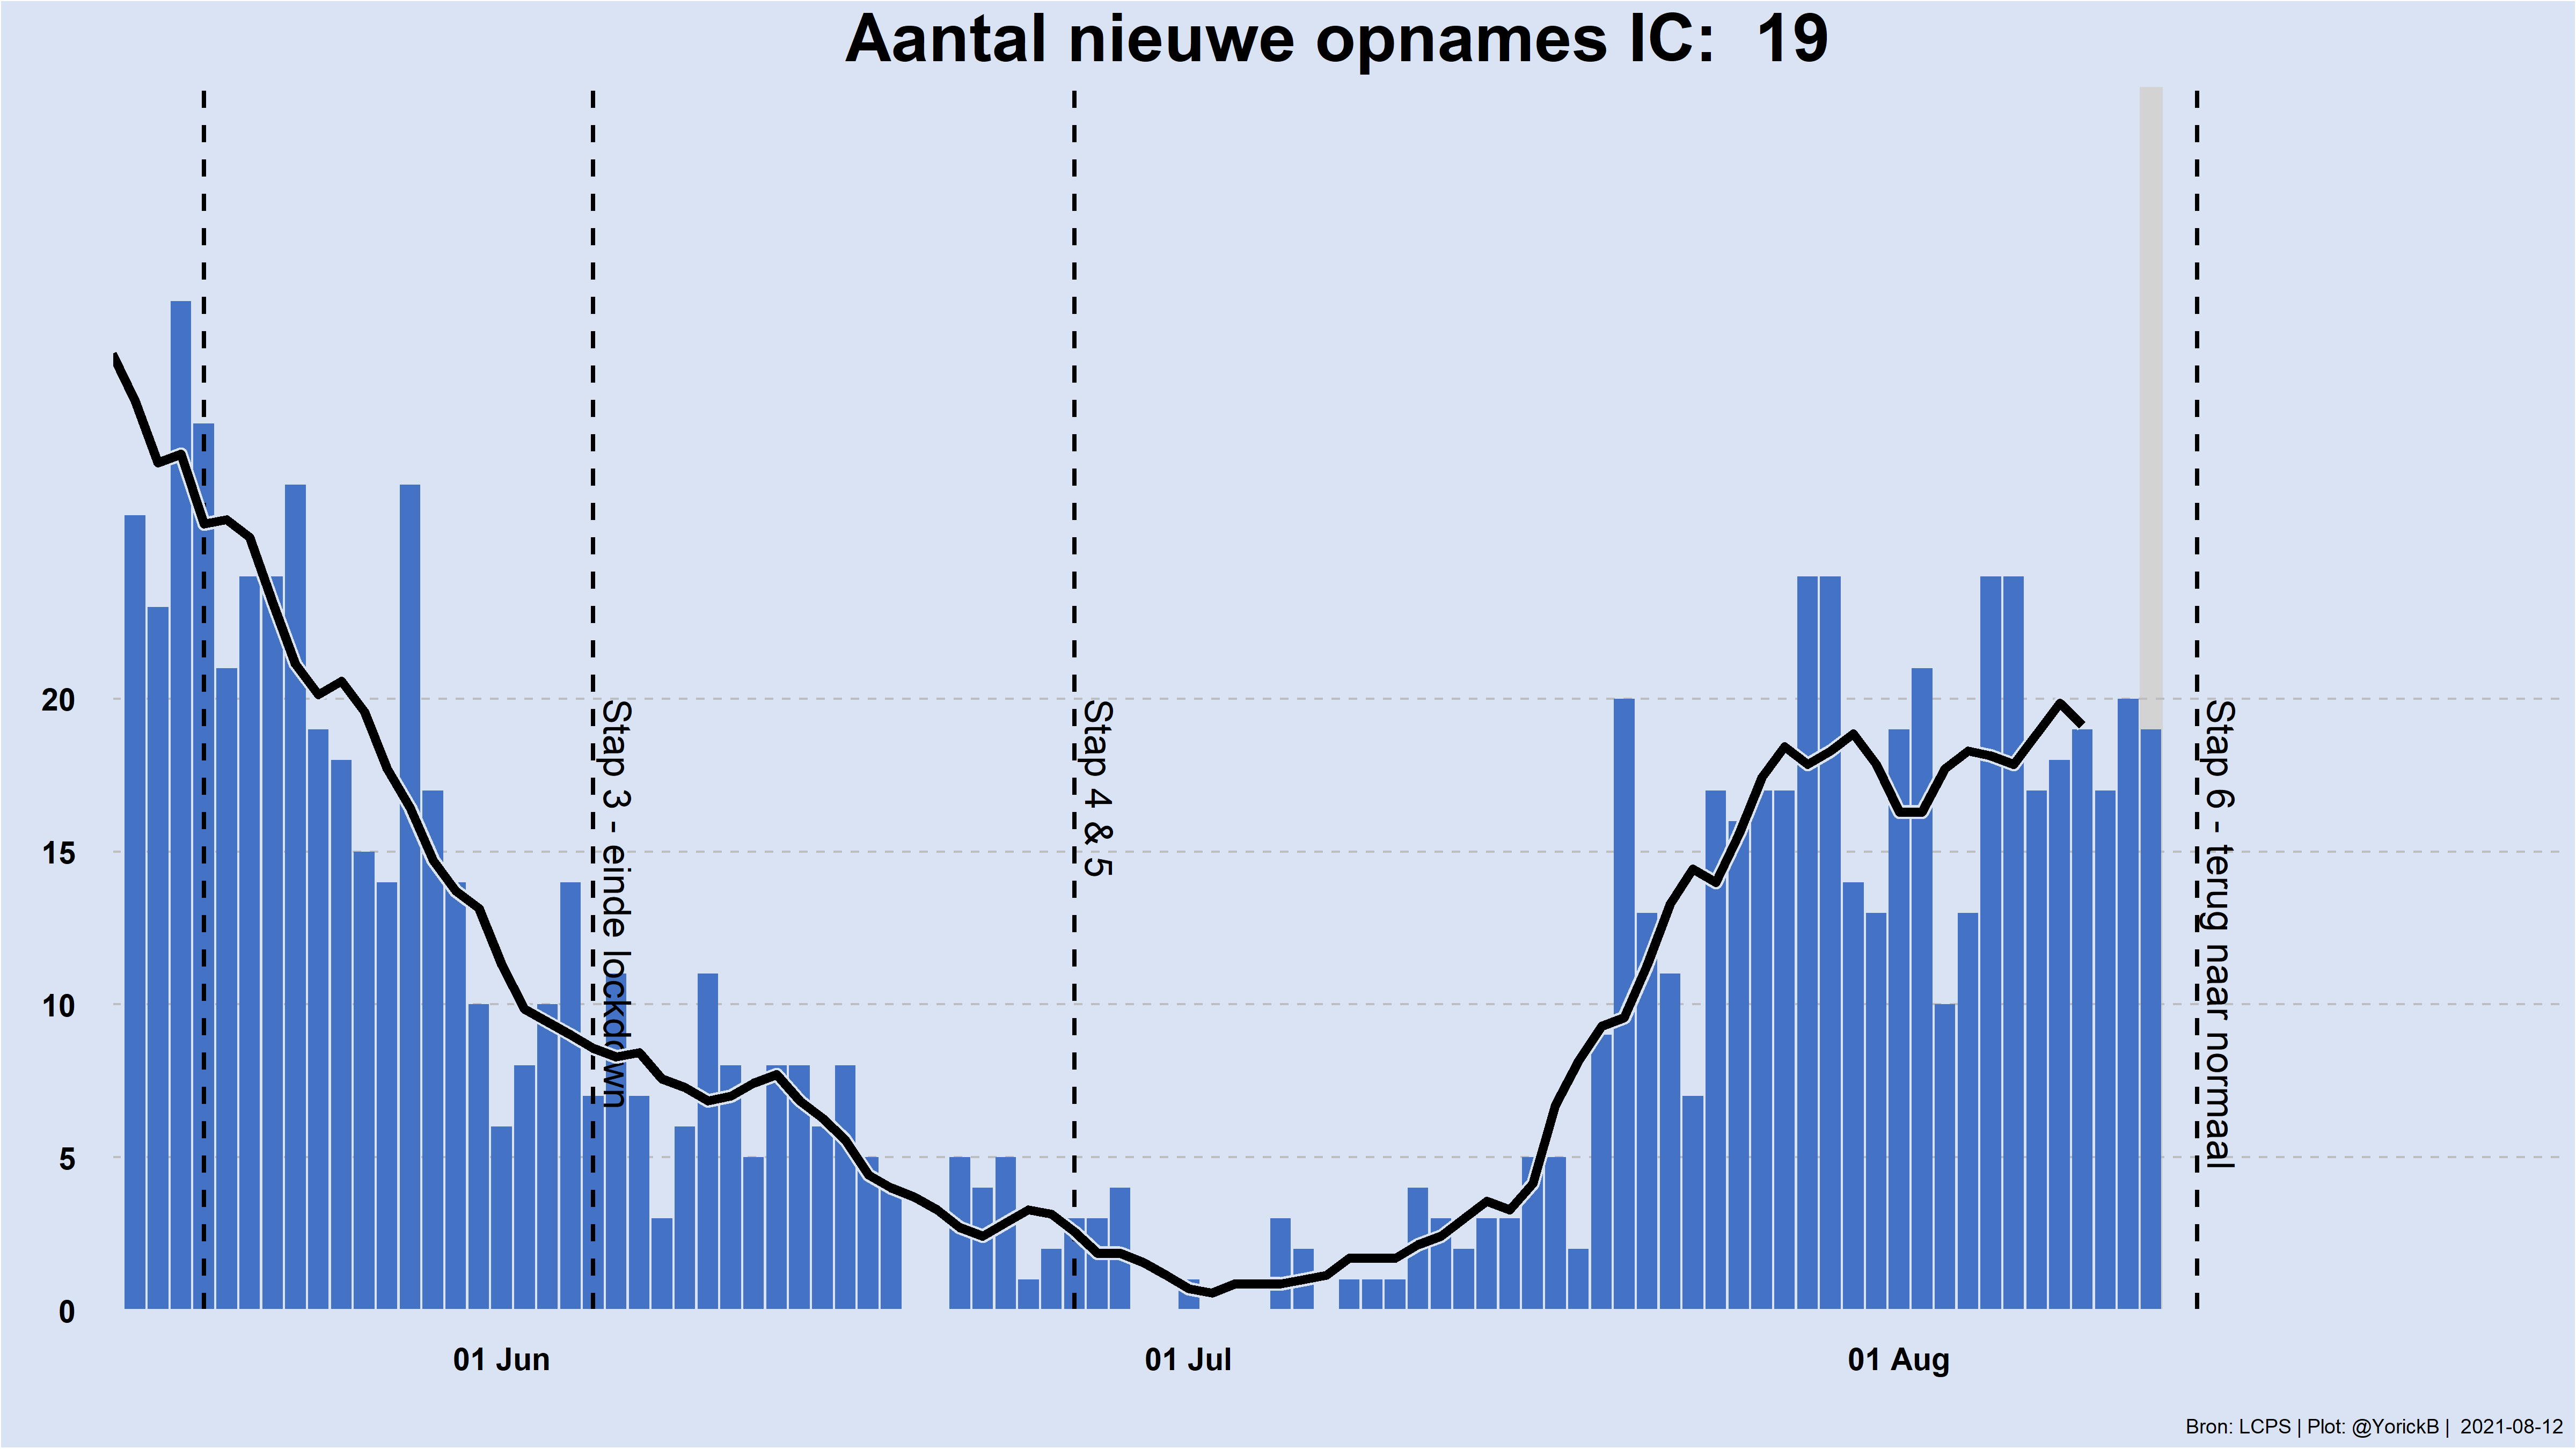 Aantal nieuwe opnames IC:  19
20
15
10
5
0
Stap 3 - einde lockdown
Stap 4 & 5
Stap 6 - terug naar normaal
01 Jun
01 Jul
01 Aug
Bron: LCPS | Plot: @YorickB |  2021-08-12